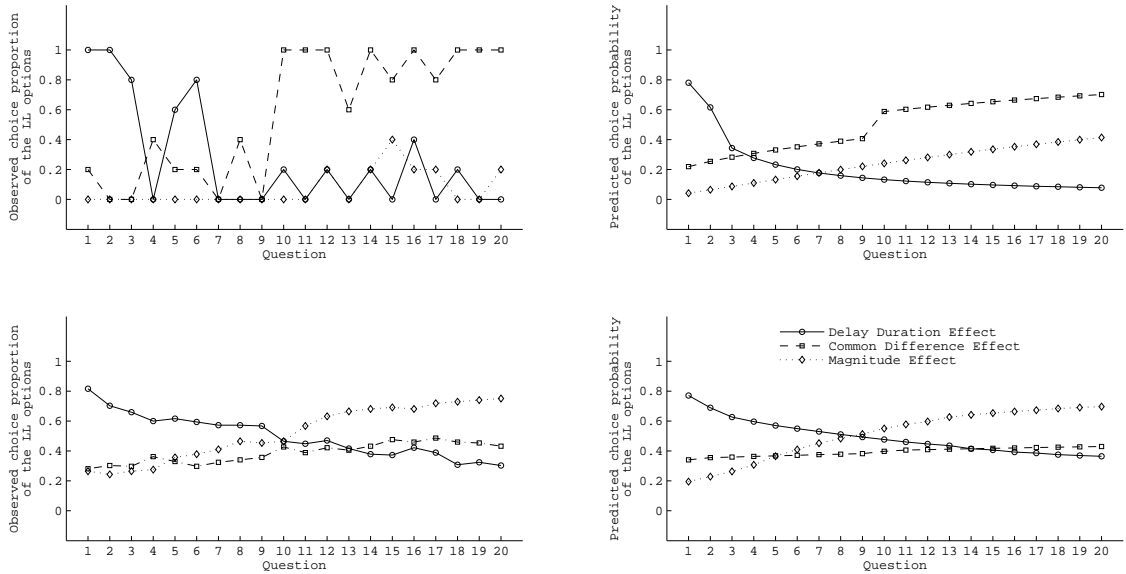 Observed choice proportion
of the LL options
1
0.8
0.6
0.4
0.2
0
1 2 3 4 5 6 7 8 9 10 11 12 13 14 15 16 17 18 19 20
Question
Predicted choice probability
of the LL options
1
0.8
0.6
0.4
0.2
0
1 2 3 4 5 6 7 8 9 10 11 12 13 14 15 16 17 18 19 20
Question
Observed choice proportion
of the LL options
1
0.8
0.6
0.4
0.2
0
1 2 3 4 5 6 7 8 9 10 11 12 13 14 15 16 17 18 19 20
Question
Predicted choice probability
of the LL options
1
0.8
0.6
0.4
0.2
0
Delay Duration Effect
Common Difference Effect
Magnitude Effect
1 2 3 4 5 6 7 8 9 10 11 12 13 14 15 16 17 18 19 20
Question